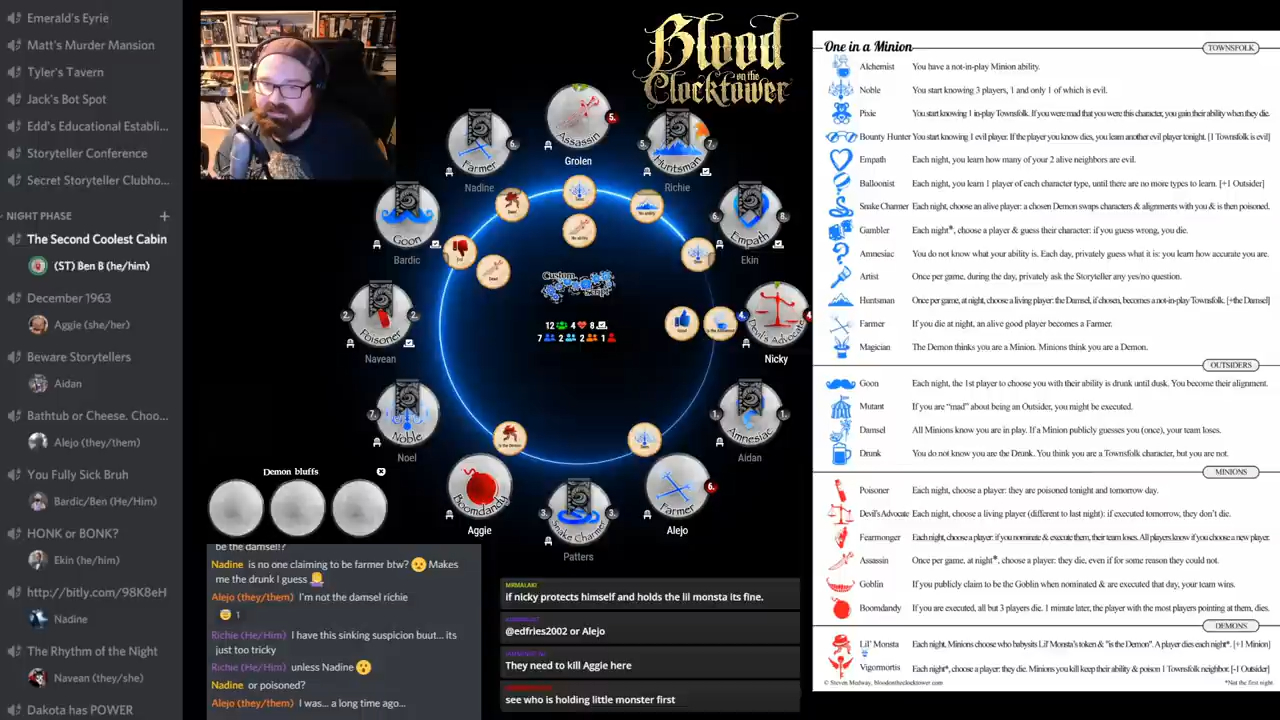 Emerald's Eyrie
Matt's Murder Mansion
NIGHT PHASE
The Second Coolest Cabin
(ST) Ben B (he/him)
December 1963
Aggie (she/her)
Beware Storytellers
Aidan
Bathtub or Cheese. Choo...
Alejo (they/them)
Fully Sick Bruh
Bardic/Ben (He/Him)
Nadine
The Phantom of the Night
Dakota has POWER
Blood
on the
Clocktower
Farmer
Nadine
Assassin
Grolen
Huntsman
Richie
Goon
Bardic
Empath
Ekin
Poisoner
Navean
Devil's Advocate
Nicky
Noble
Noel
Amnesiac
Aidan
Boomdandy
Aggie
Snake Charmer
Patters
Farmer
Alejo
12 4 8
7 2 2 1
Demon bluffs
be the damsel!?
Nadine is no one claiming to be farmer btw? Makes
me the drunk I guess
Alejo (they/them) I'm not the damsel richie
1
Richie (He/Him) I have this sinking suspicion buut... its
just too tricky
Richie (He/Him) unless Nadine
Nadine or poisoned?
Alejo (they/them) I was... a long time ago...
if nicky protects himself and holds the lil monsta its fine.
@edfries202 or Alejo
They need to kill Aggle here
see who is holding little monster first
One in a Minion
TOWNSFOLK
Alchemist You have a not-in-play Minion ability.
Noble You start knowing 3 players, 1 and only 1 of which is evil.
Pixie You start knowing 1 in-play Townsfolk. If you were mad that you were this character, you gain their ability when they die.
Bounty Hunter You start knowing 1 evil player. If the player you know dies, you learn another evil player tonight. [1 Townsfolk is evil]
Empath Each night, you learn how many of your 2 alive neighbors are evil.
Balloonist Each night, you learn 1 player of each character type, until there are no more types to learn. [+1 Outsider]
Snake Charmer Each night, choose an alive player: a chosen Demon swaps characters & alignments with you & is then poisoned.
Gambler Each night*, choose a player & guess their character: if you guess wrong, you die.
Amnesiac You do not know what your ability is. Each day, privately guess what it is: you learn how accurate you are.
Artist Once per game, during the day, privately ask the Storyteller any yes/no question.
Huntsman Once per game, at night, choose a living player: the Damsel, if chosen, becomes a not-in-play Townsfolk. [+the Damsel]
Farmer If you die at night, an alive good player becomes a Farmer.
Magician The Demon thinks you are a Minion. Minions think you are a Demon.
OUTSIDERS
Goon Each night, the 1st player to choose you with their ability is drunk until dusk. You become their alignment.
Mutant If you are "mad" about being an Outsider, you might be executed.
Damsel All Minions know you are in play. If a Minion publicly guesses you (once), your team loses.
Drunk You do not know you are the Drunk. You think you are a Townsfolk character, but you are not.
MINIONS
Poisoner Each night, choose a player: they are poisoned tonight and tomorrow day.
Devil's Advocate Each night, choose a living player (different to last night): if executed tomorrow, they don't die.
Fearmonger Each night, choose a player: if you nominate & execute them, their team loses. All players know if you choose a new player.
Assassin Once per game, at night*, choose a player: they die, even if for some reason they could not.
Goblin If you publicly claim to be the Goblin when nominated & are executed that day, your team wins.
Boomdandy If you are executed, all but 3 players die. 1 minute later, the player with the most players pointing at them, dies.
DEMONS
Lil' Monsta Each night, Minions choose who babysits Lil' Monsta's token & "is the Demon". A player dies each night*. [+1 Minion]
Vigormortis Each night*, choose a player: they die. Minions you kill keep their ability & poison 1 Townsfolk neighbor. [-1 Outsider]
© Steven Medway, bloodontheclocktower.com
*Not the first night